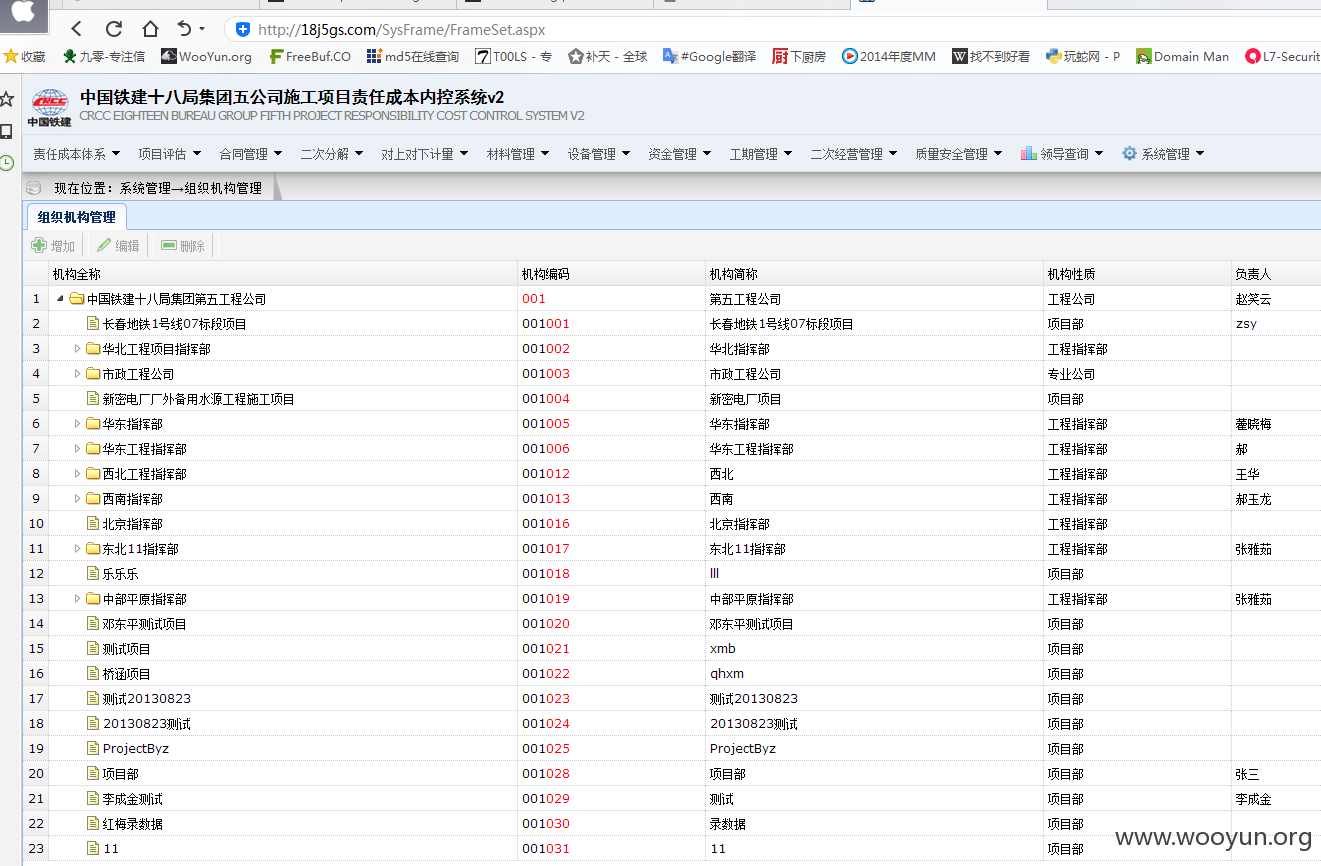 http://18j5gs.com/SysFrame/FrameSet.aspx
收藏 九零-专注信 WooYun.org FreeBuf.CO md5在线查询 T00LS - 专 补天 - 全球 #Google翻译 下厨房 2014年度MM 找不到好看 玩蛇网 - P Domain Man L7-Securit
中国铁建十八局集团五公司施工项目责任成本内控系统v2
CRCC EIGHTEEN BUREAU GROUP FIFTH PROJECT RESPONSIBILITY COST CONTROL SYSTEM V2
CRCC
中国铁建
责任成本体系 项目评估 合同管理 二次分解 对上对下计量 材料管理 设备管理 资金管理 工期管理 二次经营管理 质量安全管理 领导查询 系统管理
现在位置：系统管理→组织机构管理
组织机构管理
增加 编辑 删除
机构全称 机构编码 机构简称 机构性质 负责人
1 中国铁建十八局集团第五工程公司 001 第五工程公司 工程公司 赵笑云
2 长春地铁1号线07标段项目 001001 长春地铁1号线07标段项目 项目部 zsy
3 华北工程项目指挥部 001002 华北指挥部 工程指挥部
4 市政工程公司 001003 市政工程公司 专业公司
5 新密电厂厂外备用水源工程施工项目 001004 新密电厂项目 项目部
6 华东指挥部 001005 华东指挥部 工程指挥部 藿晓梅
7 华东工程指挥部 001006 华东工程指挥部 工程指挥部 郝
8 西北工程指挥部 001012 西北 工程指挥部 王华
9 西南指挥部 001013 西南 工程指挥部 郝玉龙
10 北京指挥部 001016 北京指挥部 工程指挥部
11 东北11指挥部 001017 东北11指挥部 工程指挥部 张雅茹
12 乐乐乐 001018 lll 项目部
13 中部平原指挥部 001019 中部平原指挥部 工程指挥部 张雅茹
14 邓东平测试项目 001020 邓东平测试项目 项目部
15 测试项目 001021 xmb 项目部
16 桥涵项目 001022 qhxm 项目部
17 测试20130823 001023 测试20130823 项目部
18 20130823测试 001024 20130823测试 项目部
19 ProjectByz 001025 ProjectByz 项目部
20 项目部 001028 项目部 项目部 张三
21 李成金测试 001029 测试 项目部 李成金
22 红梅录数据 001030 录数据 项目部
23 11 001031 11 项目部
www.wooyun.org